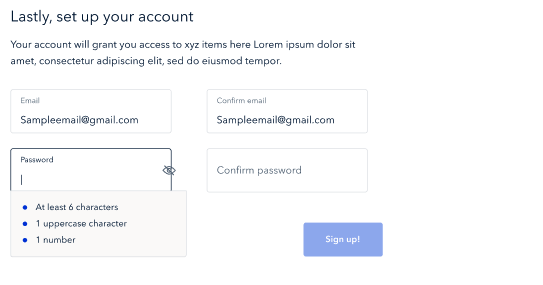 Lastly, set up your account
Your account will grant you access to xyz items here Lorem ipsum dolor sit
amet, consectetur adipiscing elit, sed do eiusmod tempor.
Email
Sampleemail@gmail.com
Confirm email
Sampleemail@gmail.com
Password
Confirm password
At least 6 characters
1 uppercase character
1 number
Sign up!